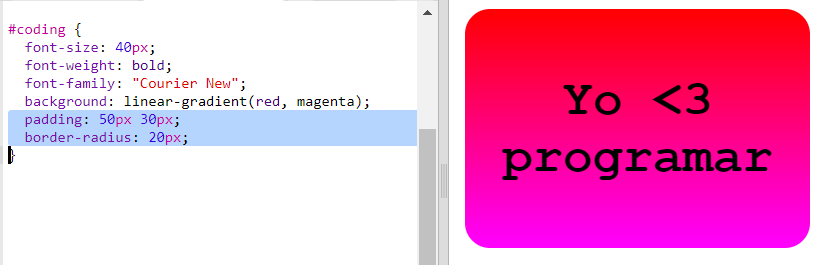 #coding {
  font-size: 40px;
  font-weight: bold;
  font-family: "Courier New";
  background: linear-gradient(red, magenta);
  padding: 50px 30px;
  border-radius: 20px;
}
Yo <3
programar